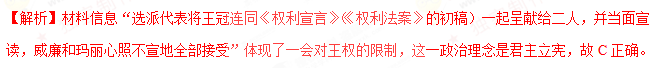 【解析】材料信息“选派代表将王冠连同《权利宣言》(《权利法案》的初稿）一起呈献给二人，并当面宣
读，威廉和玛丽心照不宣地全部接受”体现了一会对王权的限制，这一政治理念是君主立宪，故 C 正确。